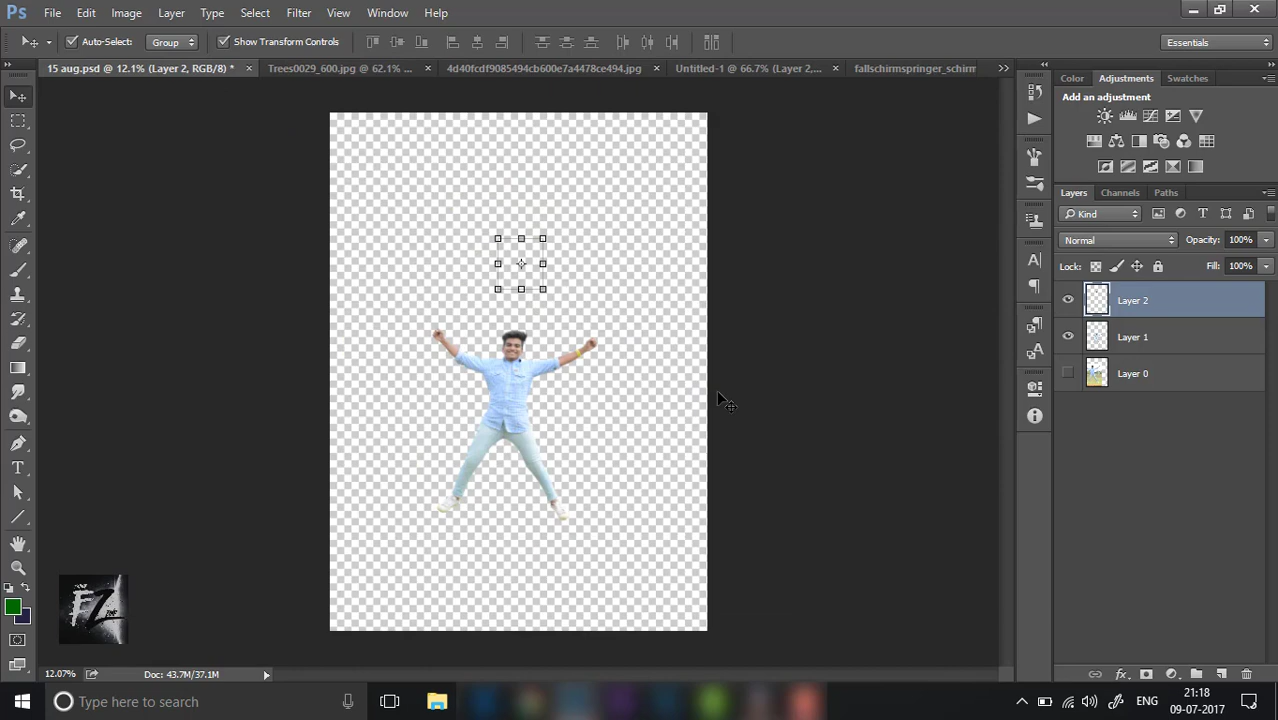 Ps File Edit Image Layer Type Select Filter View Window Help
Auto-Select: Group Show Transform Controls Essentials
15 aug.psd @ 12.1% (Layer 2, RGB/8) * × Trees0029_600.jpg @ 62.1% ... × 4d40fcdf9085494cb600e7a4478ce494.jpg × Untitled-1 @ 66.7% (Layer 2,... × fallschirmspringer_schirm
Color Adjustments Swatches
Add an adjustment
Layers Channels Paths
Kind
Normal Opacity: 100%
Lock: Fill: 100%
Layer 2
Layer 1
Layer 0
FZ
12.07% Doc: 43.7M/37.1M
Type here to search
ENG 21:18
09-07-2017